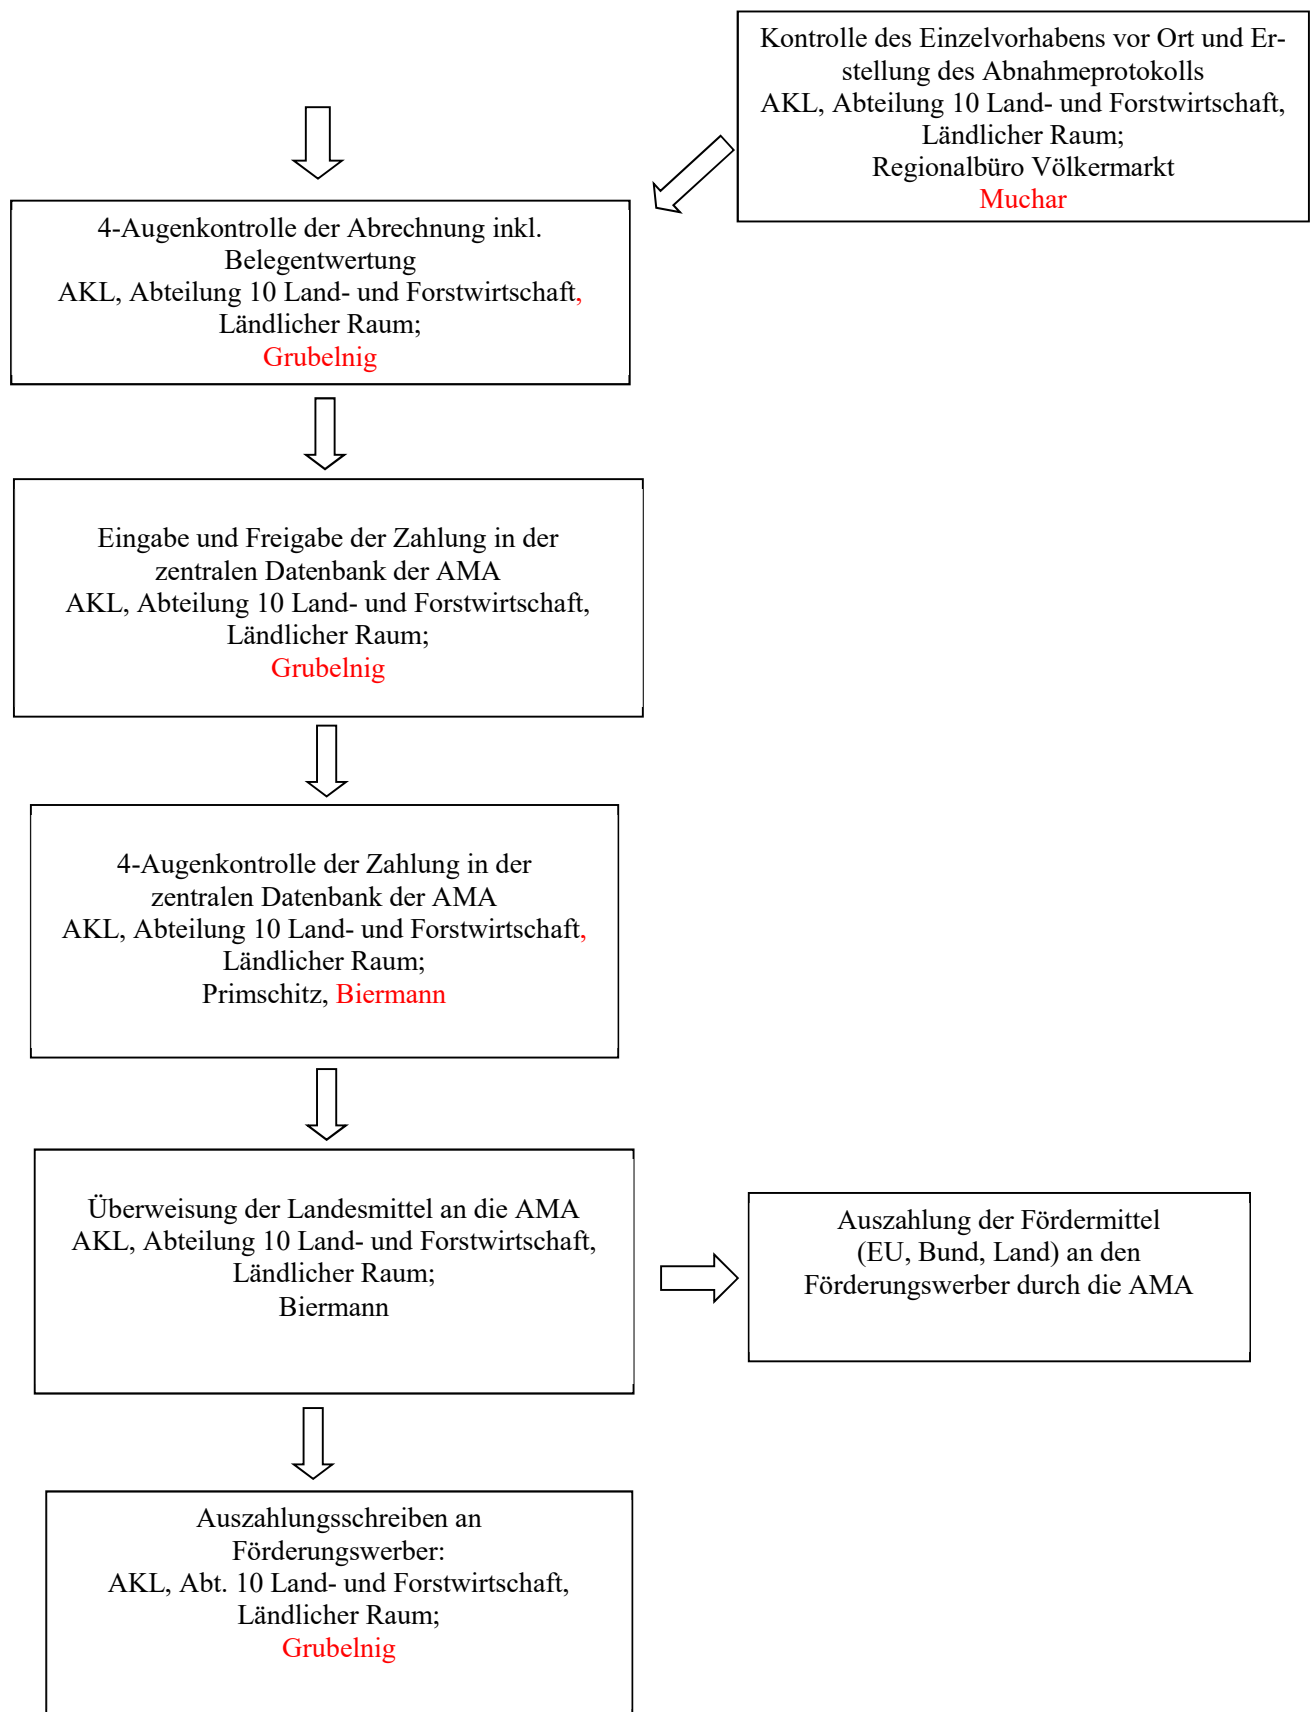 Kontrolle des Einzelvorhabens vor Ort und Er-
stellung des Abnahmeprotokolls
AKL, Abteilung 10 Land- und Forstwirtschaft,
Ländlicher Raum;
Regionalbüro Völkermarkt
Muchar
4-Augenkontrolle der Abrechnung inkl.
Belegentwertung
AKL, Abteilung 10 Land- und Forstwirtschaft,
Ländlicher Raum;
Grubelnig
Eingabe und Freigabe der Zahlung in der
zentralen Datenbank der AMA
AKL, Abteilung 10 Land- und Forstwirtschaft,
Ländlicher Raum;
Grubelnig
4-Augenkontrolle der Zahlung in der
zentralen Datenbank der AMA
AKL, Abteilung 10 Land- und Forstwirtschaft,
Ländlicher Raum;
Primschitz, Biermann
Überweisung der Landesmittel an die AMA
AKL, Abteilung 10 Land- und Forstwirtschaft,
Ländlicher Raum;
Biermann
Auszahlung der Fördermittel
(EU, Bund, Land) an den
Förderungswerber durch die AMA
Auszahlungsschreiben an
Förderungswerber:
AKL, Abt. 10 Land- und Forstwirtschaft,
Ländlicher Raum;
Grubelnig